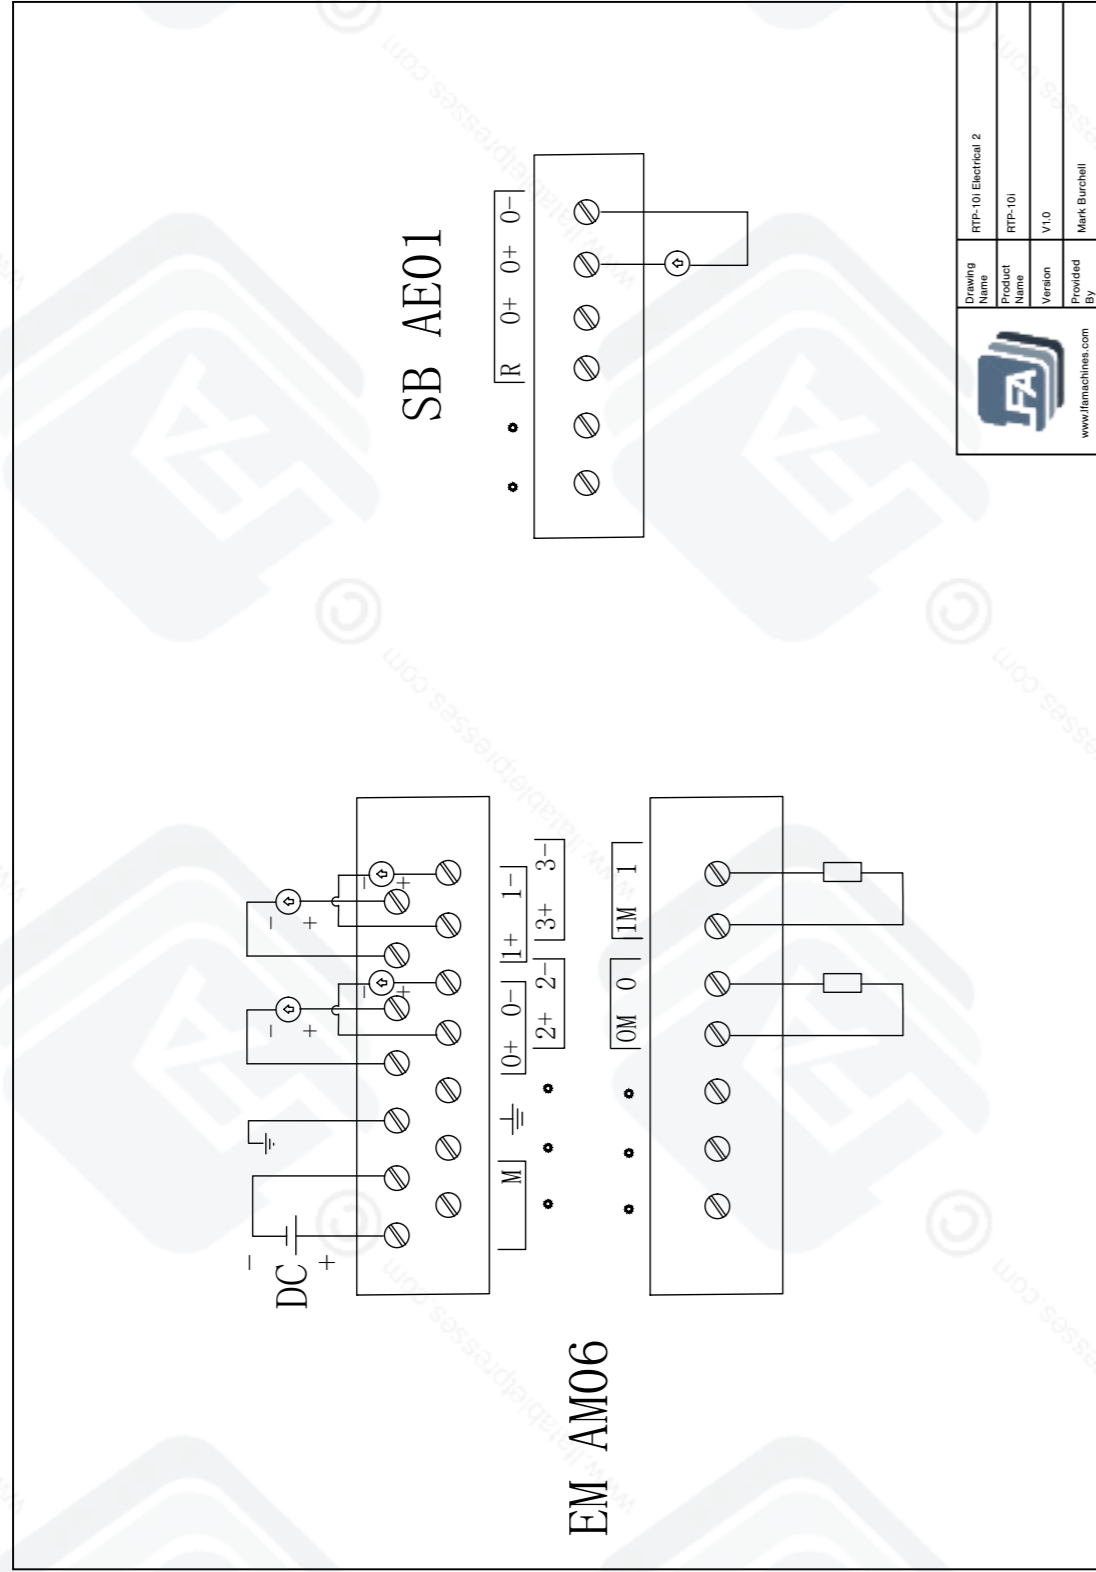 SB AE01
R 0+ 0+ 0-
DC
-
+
-
+
-
+
-
+
-
+
M 0+ 0- 1+ 1-
2+ 2- 3+ 3-
EM AM06
0M 0 1M 1
Drawing Name RTP-10i Electrical 2
Product Name RTP-10i
Version V1.0
Provided By Mark Burchell
LFA
www.lfamachines.com